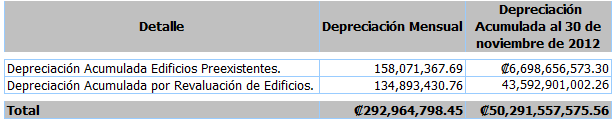 Detalle Depreciación Mensual Depreciación Acumulada al 30 de noviembre de 2012
Depreciación Acumulada Edificios Preexistentes. 158,071,367.69 ₡6,698,656,573.30
Depreciación Acumulada por Revaluación de Edificios. 134,893,430.76 43,592,901,002.26
Total ₡292,964,798.45 ₡50,291,557,575.56